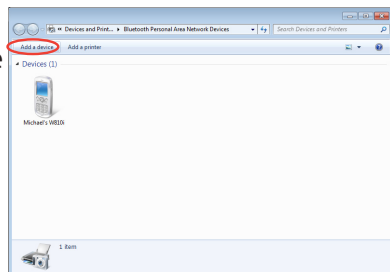 Devices and Print... ▸ Bluetooth Personal Area Network Devices
Search Devices and Printers
Add a device
Add a printer
e
Devices (1)
Michael's W810i
1 item